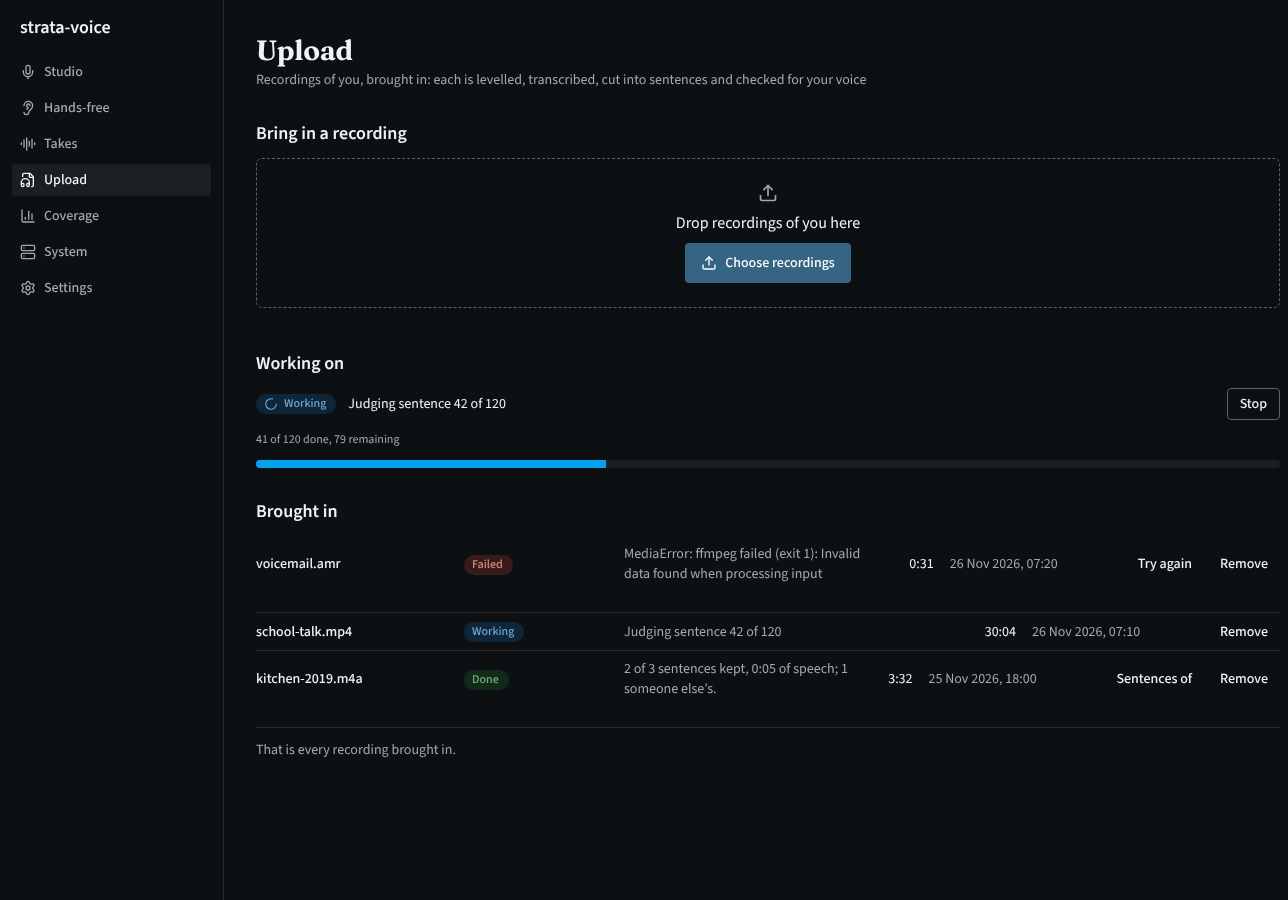 strata-voice
Studio
Hands-free
Takes
Upload
Coverage
System
Settings
Upload
Recordings of you, brought in: each is levelled, transcribed, cut into sentences and checked for your voice
Bring in a recording
Drop recordings of you here
Choose recordings
Working on
Working Judging sentence 42 of 120 Stop
41 of 120 done, 79 remaining
Brought in
voicemail.amr Failed MediaError: ffmpeg failed (exit 1): Invalid 0:31 26 Nov 2026, 07:20 Try again Remove
data found when processing input
school-talk.mp4 Working Judging sentence 42 of 120 30:04 26 Nov 2026, 07:10 Remove
kitchen-2019.m4a Done 2 of 3 sentences kept, 0:05 of speech; 1 3:32 25 Nov 2026, 18:00 Sentences of Remove
someone else's.
That is every recording brought in.